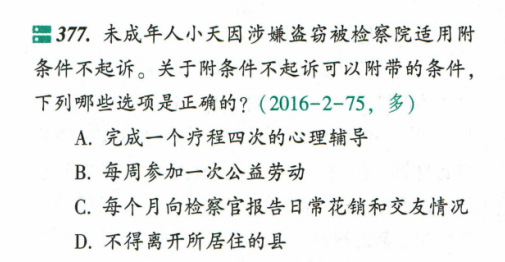 377. 未成年人小天因涉嫌盗窃被检察院适用附
条件不起诉。关于附条件不起诉可以附带的条件，
下列哪些选项是正确的？（2016-2-75，多）
A. 完成一个疗程四次的心理辅导
B. 每周参加一次公益劳动
C. 每个月向检察官报告日常花销和交友情况
D. 不得离开所居住的县